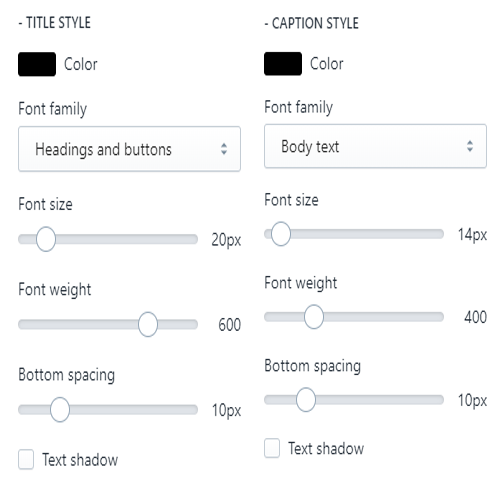 - TITLE STYLE
Color
Font family
Headings and buttons
Font size
20px
Font weight
600
Bottom spacing
10px
Text shadow
- CAPTION STYLE
Color
Font family
Body text
Font size
14px
Font weight
400
Bottom spacing
10px
Text shadow